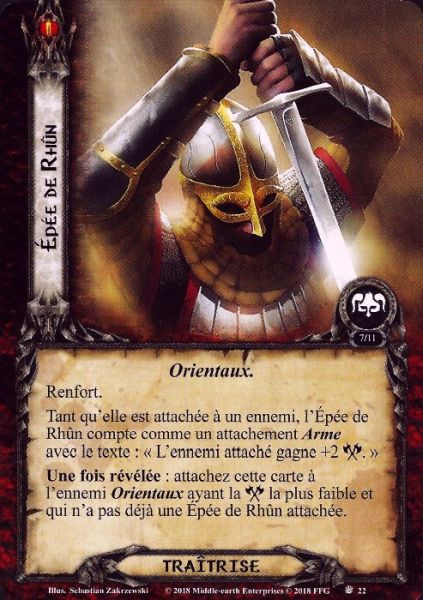 ÉPÉE DE RHÛN
7/11
Orientaux.
Renfort.
Tant qu'elle est attachée à un ennemi, l'Épée de
Rhûn compte comme un attachement Arme
avec le texte : « L'ennemi attaché gagne +2 . »
Une fois révélée : attachez cette carte à
l'ennemi Orientaux ayant la la plus faible et
qui n'a pas déjà une Épée de Rhûn attachée.
TRAÎTRISE
Illus. Sebastian Zakrzewski © 2018 Middle-earth Enterprises © 2018 FFG 22